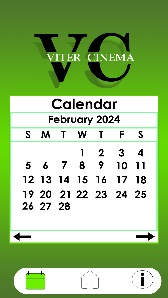 VC
VITER CINEMA
Calendar
February 2024
S M T W T F S
1 2 3 4
5 6 7 8 9 10 11
12 13 14 15 16 17 18
19 20 21 22 23 24 25
26 27 28